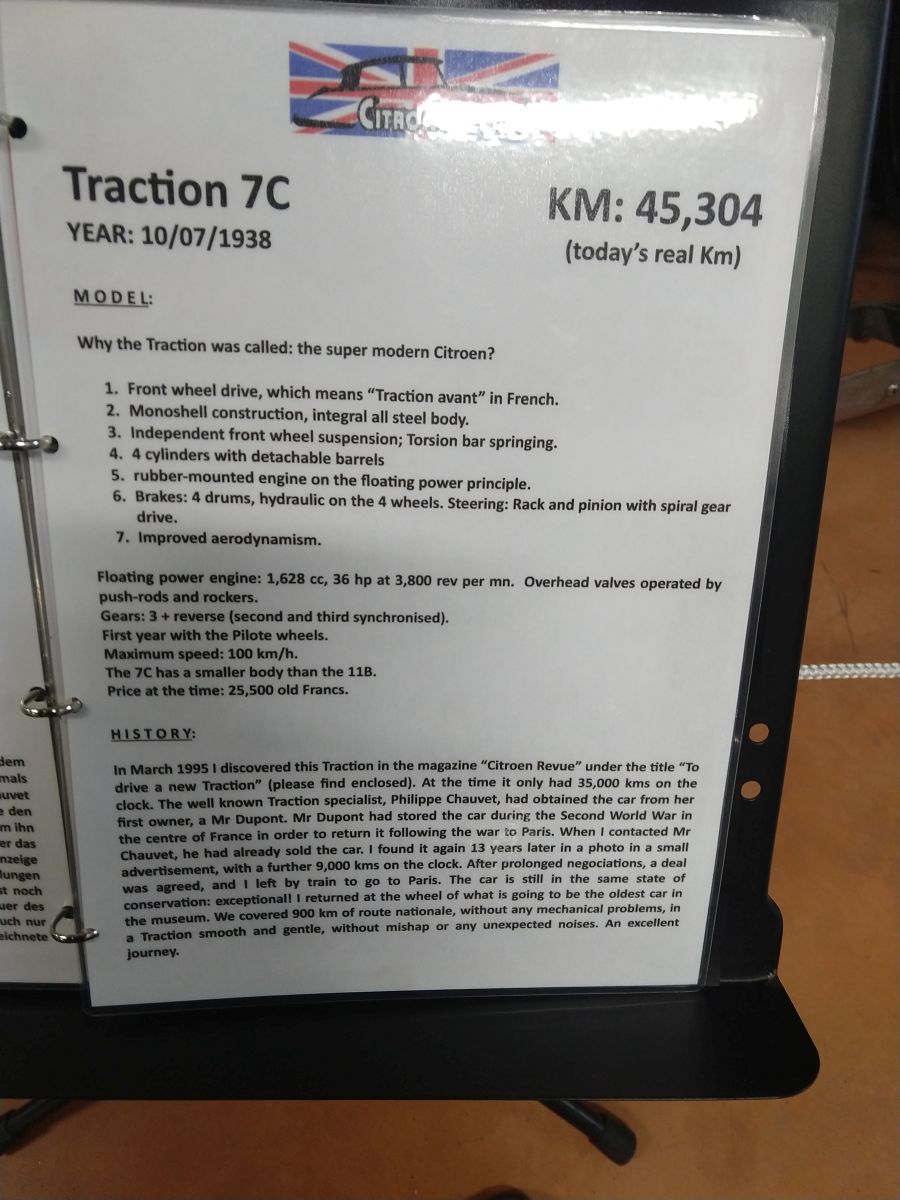 CITRO
Traction 7C
KM: 45,304
YEAR: 10/07/1938
(today's real Km)
MODEL:
Why the Traction was called: the super modern Citroen?
1. Front wheel drive, which means “Traction avant” in French.
2. Monoshell construction, integral all steel body.
3. Independent front wheel suspension; Torsion bar springing.
4. 4 cylinders with detachable barrels
5. rubber-mounted engine on the floating power principle.
6. Brakes: 4 drums, hydraulic on the 4 wheels. Steering: Rack and pinion with spiral gear
drive.
7. Improved aerodynamism.
Floating power engine: 1,628 cc, 36 hp at 3,800 rev per mn. Overhead valves operated by
push-rods and rockers.
Gears: 3 + reverse (second and third synchronised).
First year with the Pilote wheels.
Maximum speed: 100 km/h.
The 7C has a smaller body than the 11B.
Price at the time: 25,500 old Francs.
HISTORY:
In March 1995 I discovered this Traction in the magazine “Citroen Revue” under the title “To
drive a new Traction” (please find enclosed). At the time it only had 35,000 kms on the
clock. The well known Traction specialist, Philippe Chauvet, had obtained the car from her
first owner, a Mr Dupont. Mr Dupont had stored the car during the Second World War in
the centre of France in order to return it following the war to Paris. When I contacted Mr
Chauvet, he had already sold the car. I found it again 13 years later in a photo in a small
advertisement, with a further 9,000 kms on the clock. After prolonged negotiations, a deal
was agreed, and I left by train to go to Paris. The car is still in the same state of
conservation: exceptional! I returned at the wheel of what is going to be the oldest car in
the museum. We covered 900 km of route nationale, without any mechanical problems, in
a Traction smooth and gentle, without mishap or any unexpected noises. An excellent
journey.
dem
mals
auvet
e den
m ihn
er das
nzeige
lungen
st noch
uer des
uch nur
eichnete